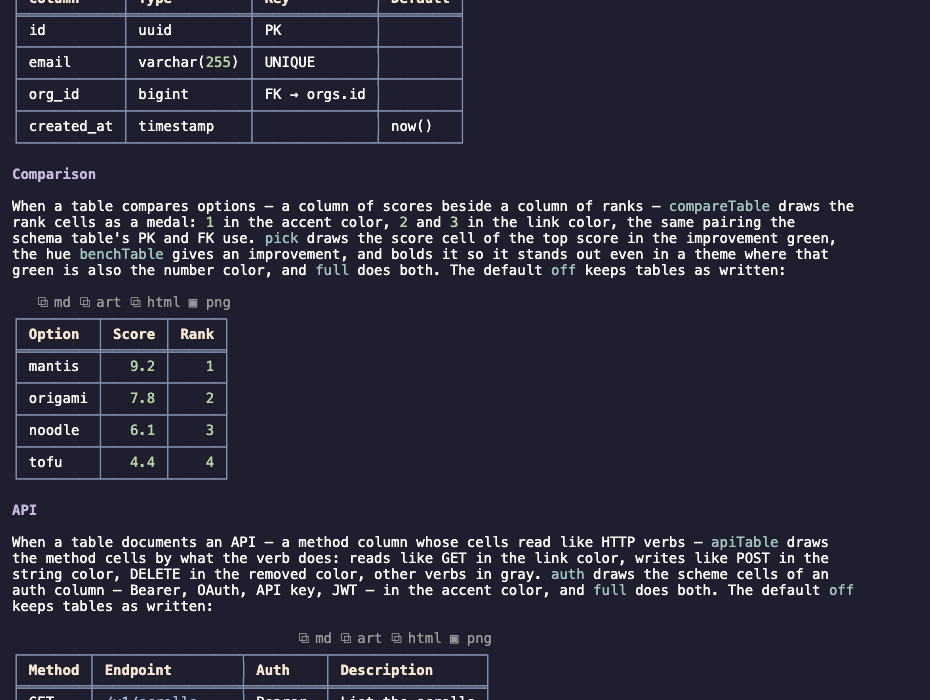 Column Type Key Default
id uuid PK
email varchar(255) UNIQUE
org_id bigint FK → orgs.id
created_at timestamp now()
Comparison
When a table compares options — a column of scores beside a column of ranks — compareTable draws the
rank cells as a medal: 1 in the accent color, 2 and 3 in the link color, the same pairing the
schema table's PK and FK use. pick draws the score cell of the top score in the improvement green,
the hue benchTable gives an improvement, and bolds it so it stands out even in a theme where that
green is also the number color, and full does both. The default off keeps tables as written:
md art html png
Option Score Rank
mantis 9.2 1
origami 7.8 2
noodle 6.1 3
tofu 4.4 4
API
When a table documents an API — a method column whose cells read like HTTP verbs — apiTable draws
the method cells by what the verb does: reads like GET in the link color, writes like POST in the
string color, DELETE in the removed color, other verbs in gray. auth draws the scheme cells of an
auth column — Bearer, OAuth, API key, JWT — in the accent color, and full does both. The default off
keeps tables as written:
md art html png
Method Endpoint Auth Description
GET /v1/scrolls Bearer List the scrolls